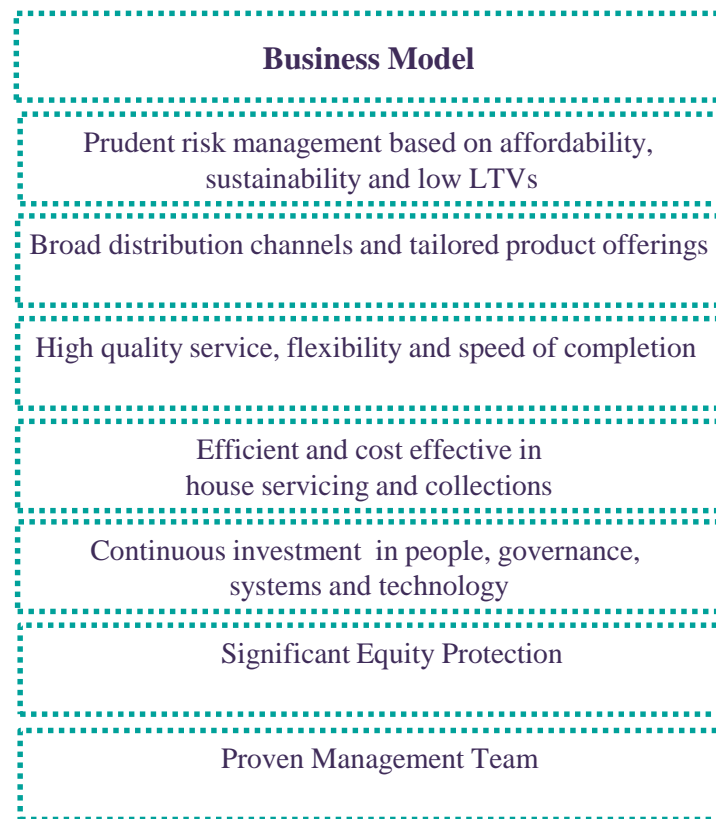 Business Model
Prudent risk management based on affordability,
sustainability and low LTVs
Broad distribution channels and tailored product offerings
High quality service, flexibility and speed of completion
Efficient and cost effective in
house servicing and collections
Continuous investment  in people, governance,
systems and technology
Significant Equity Protection
Proven Management Team